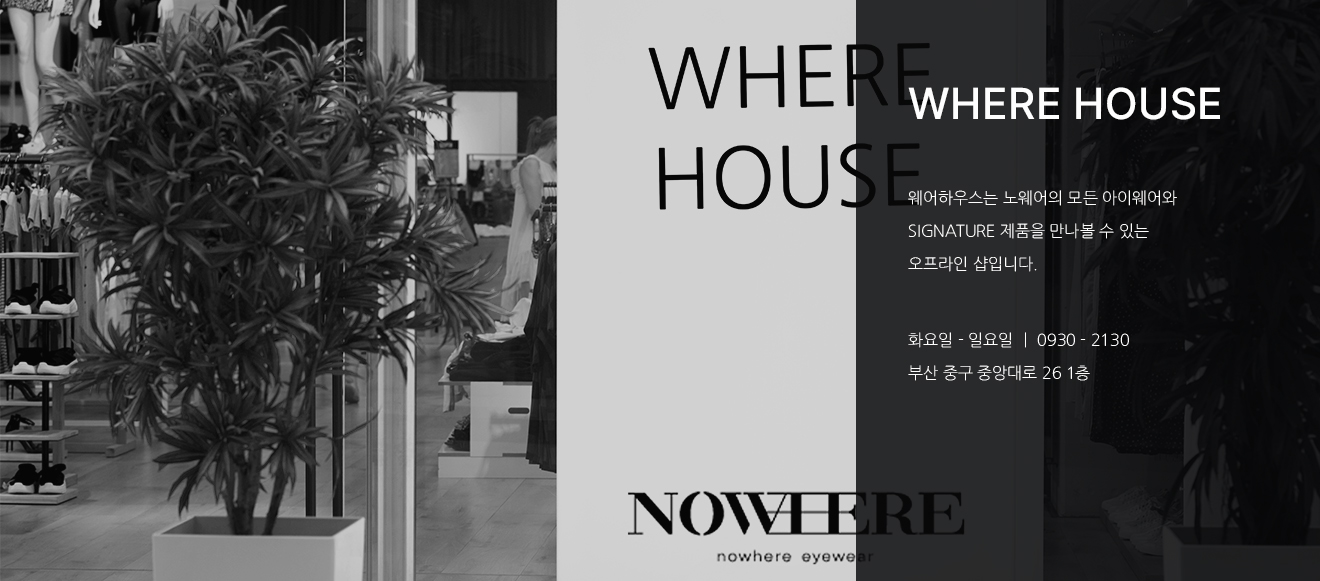 WHERE
HOUSE
NOWHERE
nowhere eyewear
WHERE HOUSE
웨어하우스는 노웨어의 모든 아이웨어와
SIGNATURE 제품을 만나볼 수 있는
오프라인 샵입니다.
화요일 - 일요일 ㅣ 0930 - 2130
부산 중구 중앙대로 26 1층